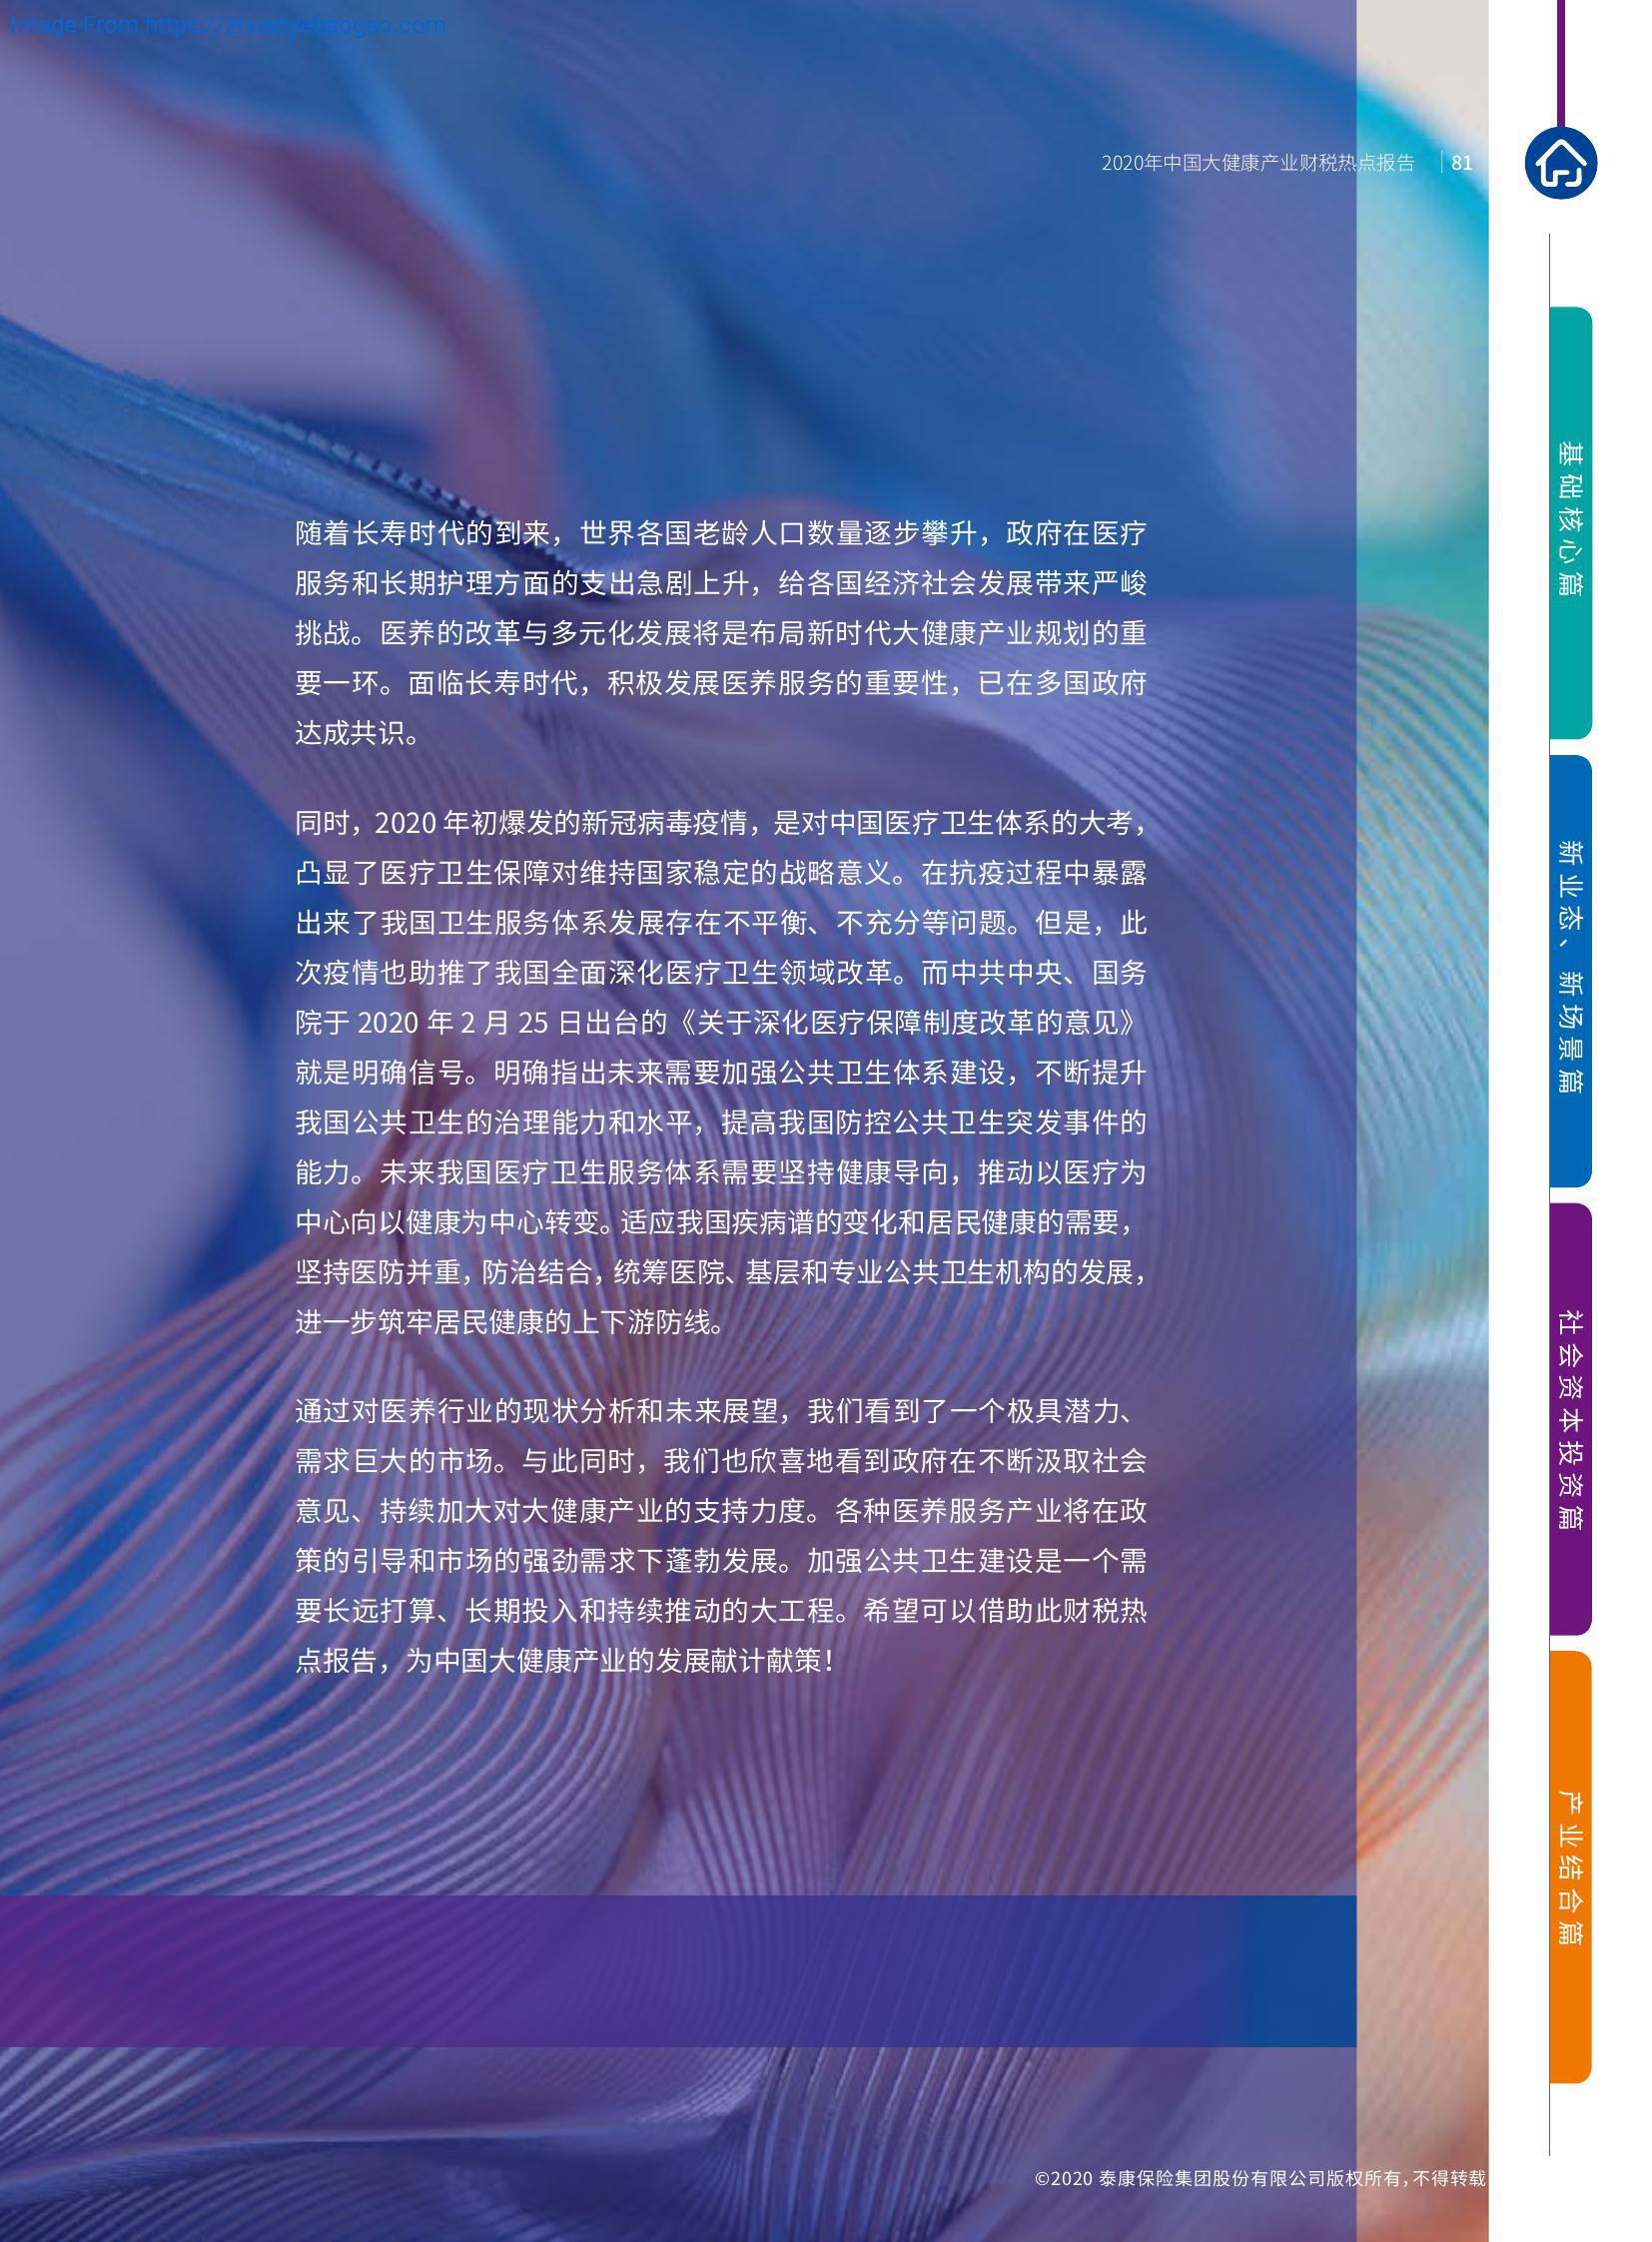 Image From https://zhuanyebaogao.com
2020年中国大健康产业财税热点报告 81
随着长寿时代的到来，世界各国老龄人口数量逐步攀升，政府在医疗
服务和长期护理方面的支出急剧上升，给各国经济社会发展带来严峻
挑战。医养的改革与多元化发展将是布局新时代大健康产业规划的重
要一环。面临长寿时代，积极发展医养服务的重要性，已在多国政府
达成共识。
同时，2020 年初爆发的新冠病毒疫情，是对中国医疗卫生体系的大考，
凸显了医疗卫生保障对维持国家稳定的战略意义。在抗疫过程中暴露
出来了我国卫生服务体系发展存在不平衡、不充分等问题。但是，此
次疫情也助推了我国全面深化医疗卫生领域改革。而中共中央、国务
院于 2020 年 2 月 25 日出台的《关于深化医疗保障制度改革的意见》
就是明确信号。明确指出未来需要加强公共卫生体系建设，不断提升
我国公共卫生的治理能力和水平，提高我国防控公共卫生突发事件的
能力。未来我国医疗卫生服务体系需要坚持健康导向，推动以医疗为
中心向以健康为中心转变。适应我国疾病谱的变化和居民健康的需要，
坚持医防并重，防治结合，统筹医院、基层和专业公共卫生机构的发展，
进一步筑牢居民健康的上下游防线。
通过对医养行业的现状分析和未来展望，我们看到了一个极具潜力、
需求巨大的市场。与此同时，我们也欣喜地看到政府在不断汲取社会
意见、持续加大对大健康产业的支持力度。各种医养服务产业将在政
策的引导和市场的强劲需求下蓬勃发展。加强公共卫生建设是一个需
要长远打算、长期投入和持续推动的大工程。希望可以借助此财税热
点报告，为中国大健康产业的发展献计献策！
基础核心篇
新业态、新场景篇
社会资本投资篇
产业结合篇
©2020 泰康保险集团股份有限公司版权所有，不得转载